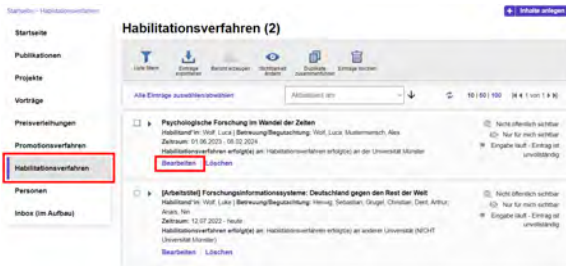 Startseite › Habilitationsverfahren
+ Inhalte anlegen
Startseite
Publikationen
Projekte
Vorträge
Preisverleihungen
Promotionsverfahren
Habilitationsverfahren
Personen
Inbox (im Aufbau)
Habilitationsverfahren (2)
Liste filtern
Einträge exportieren
Bericht erzeugen
Sichtbarkeit ändern
Duplikate zusammenführen
Einträge löschen
Alle Einträge auswählen/abwählen
Aktualisiert am
10 | 50 | 100
1 von 1
Psychologische Forschung im Wandel der Zeiten
Habilitand*in: Wolf, Luca | Betreuung/Begutachtung: Wolf, Luca; Mustermensch, Alex
Zeitraum: 01.06.2023 - 08.02.2024
Habilitationsverfahren erfolgt(e) an: Habilitationsverfahren erfolgt(e) an der Universität Münster
Bearbeiten Löschen
Nicht öffentlich sichtbar
Nur für mich sichtbar
Eingabe läuft - Eintrag ist
unvollständig
[Arbeitstitel] Forschungsinformationssysteme: Deutschland gegen den Rest der Welt
Habilitand*in: Wolf, Luke | Betreuung/Begutachtung: Herwig, Sebastian; Grugel, Christian; Dent, Arthur;
Zeitraum: 12.07.2022 - heute
Habilitationsverfahren erfolgt(e) an: Habilitationsverfahren erfolgt(e) an anderer Universität (NICHT
Universität Münster)
Bearbeiten Löschen
Nicht öffentlich sichtbar
Nur für mich sichtbar
Eingabe läuft - Eintrag ist
unvollständig